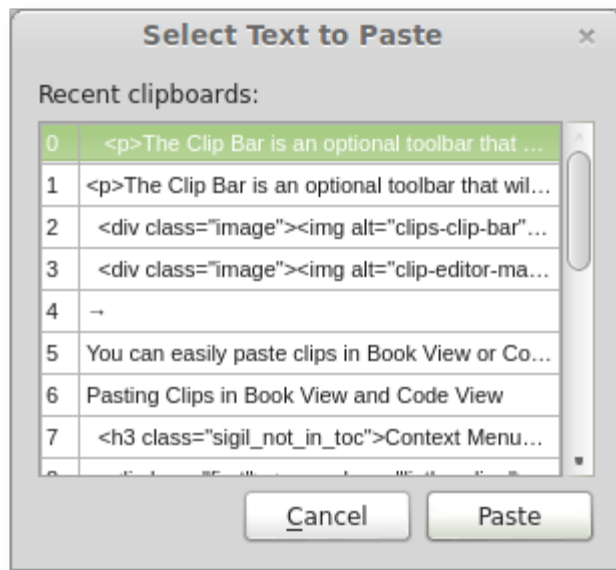 Select Text to Paste
Recent clipboards:
0 <p>The Clip Bar is an optional toolbar that ...
1 <p>The Clip Bar is an optional toolbar that wil...
2 <div class="image"><img alt="clips-clip-bar"...
3 <div class="image"><img alt="clip-editor-ma...
4 →
5 You can easily paste clips in Book View or Co...
6 Pasting Clips in Book View and Code View
7 <h3 class="sigil_not_in_toc">Context Menu...
Cancel Paste